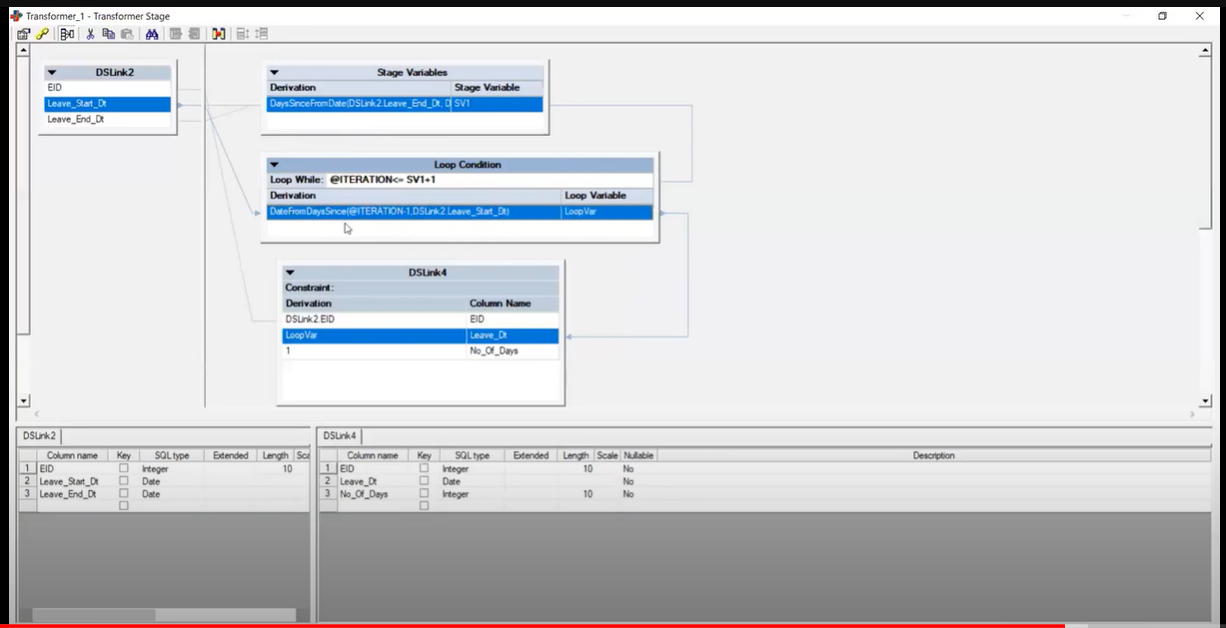 Transformer_1 - Transformer Stage
DSLink2
EID
Leave_Start_Dt
Leave_End_Dt
Stage Variables
Derivation Stage Variable
DaysSinceFromDate(DSLink2.Leave_End_Dt, D SV1
Loop Condition
Loop While: @ITERATION<= SV1+1
Derivation Loop Variable
DateFromDaysSince(@ITERATION-1,DSLink2.Leave_Start_Dt) LoopVar
DSLink4
Constraint:
Derivation Column Name
DSLink2.EID EID
LoopVar Leave_Dt
1 No_Of_Days
DSLink2
Column name Key SQL type Extended Length Sca
1 EID Integer 10
2 Leave_Start_Dt Date
3 Leave_End_Dt Date
DSLink4
Column name Key SQL type Extended Length Scale Nullable Description
1 EID Integer 10 No
2 Leave_Dt Date No
3 No_Of_Days Integer 10 No